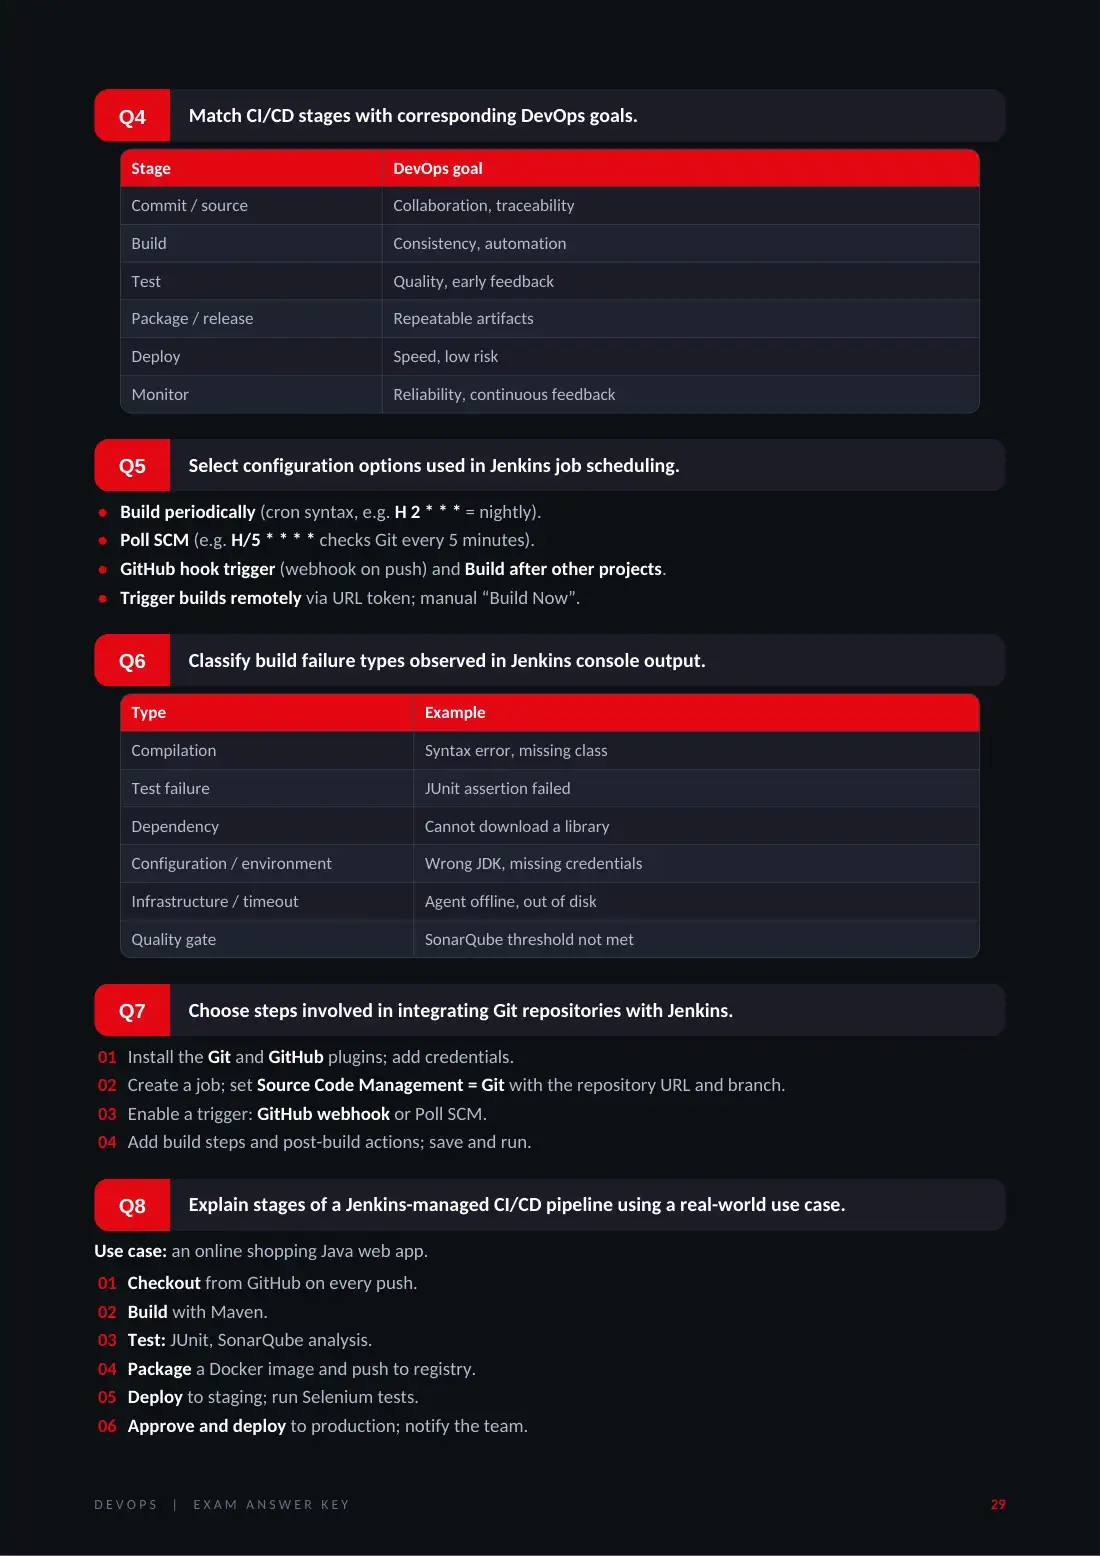 Q4 Match CI/CD stages with corresponding DevOps goals.
Stage DevOps goal
Commit / source Collaboration, traceability
Build Consistency, automation
Test Quality, early feedback
Package / release Repeatable artifacts
Deploy Speed, low risk
Monitor Reliability, continuous feedback
Q5 Select configuration options used in Jenkins job scheduling.
• Build periodically (cron syntax, e.g. H 2 * * * = nightly).
• Poll SCM (e.g. H/5 * * * * checks Git every 5 minutes).
• GitHub hook trigger (webhook on push) and Build after other projects.
• Trigger builds remotely via URL token; manual “Build Now”.
Q6 Classify build failure types observed in Jenkins console output.
Type Example
Compilation Syntax error, missing class
Test failure JUnit assertion failed
Dependency Cannot download a library
Configuration / environment Wrong JDK, missing credentials
Infrastructure / timeout Agent offline, out of disk
Quality gate SonarQube threshold not met
Q7 Choose steps involved in integrating Git repositories with Jenkins.
01 Install the Git and GitHub plugins; add credentials.
02 Create a job; set Source Code Management = Git with the repository URL and branch.
03 Enable a trigger: GitHub webhook or Poll SCM.
04 Add build steps and post-build actions; save and run.
Q8 Explain stages of a Jenkins-managed CI/CD pipeline using a real-world use case.
Use case: an online shopping Java web app.
01 Checkout from GitHub on every push.
02 Build with Maven.
03 Test: JUnit, SonarQube analysis.
04 Package a Docker image and push to registry.
05 Deploy to staging; run Selenium tests.
06 Approve and deploy to production; notify the team.
DEVOPS | EXAM ANSWER KEY 29